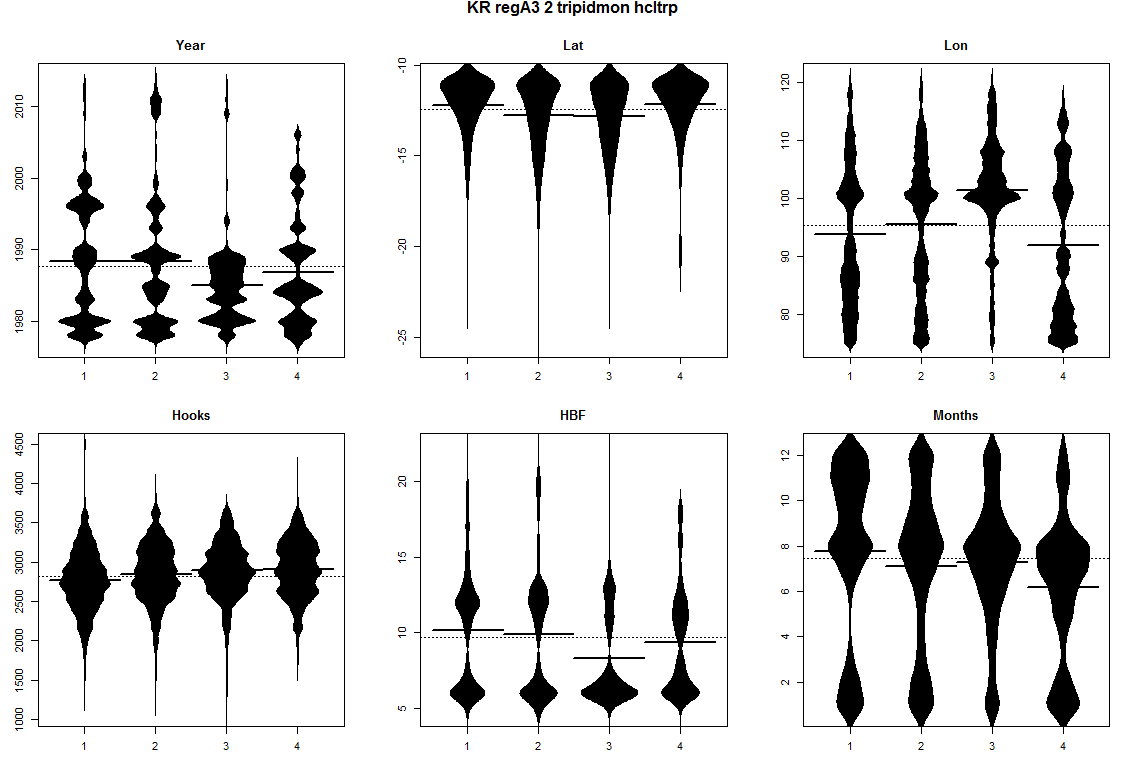 KR regA3 2 tripidmon hcltrp
Year
Lat
Lon
1980 1990 2000 2010
1 2 3 4
-25 -20 -15 -10
1 2 3 4
80 90 100 110 120
1 2 3 4
Hooks
HBF
Months
1000 1500 2000 2500 3000 3500 4000 4500
1 2 3 4
5 10 15 20
1 2 3 4
2 4 6 8 10 12
1 2 3 4